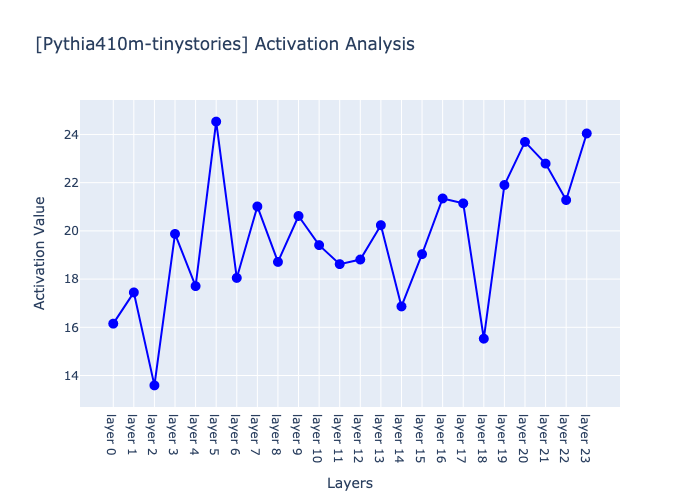 [Pythia410m-tinystories] Activation Analysis
24
22
20
18
16
14
Activation Value
layer 0
layer 1
layer 2
layer 3
layer 4
layer 5
layer 6
layer 7
layer 8
layer 9
layer 10
layer 11
layer 12
layer 13
layer 14
layer 15
layer 16
layer 17
layer 18
layer 19
layer 20
layer 21
layer 22
layer 23
Layers